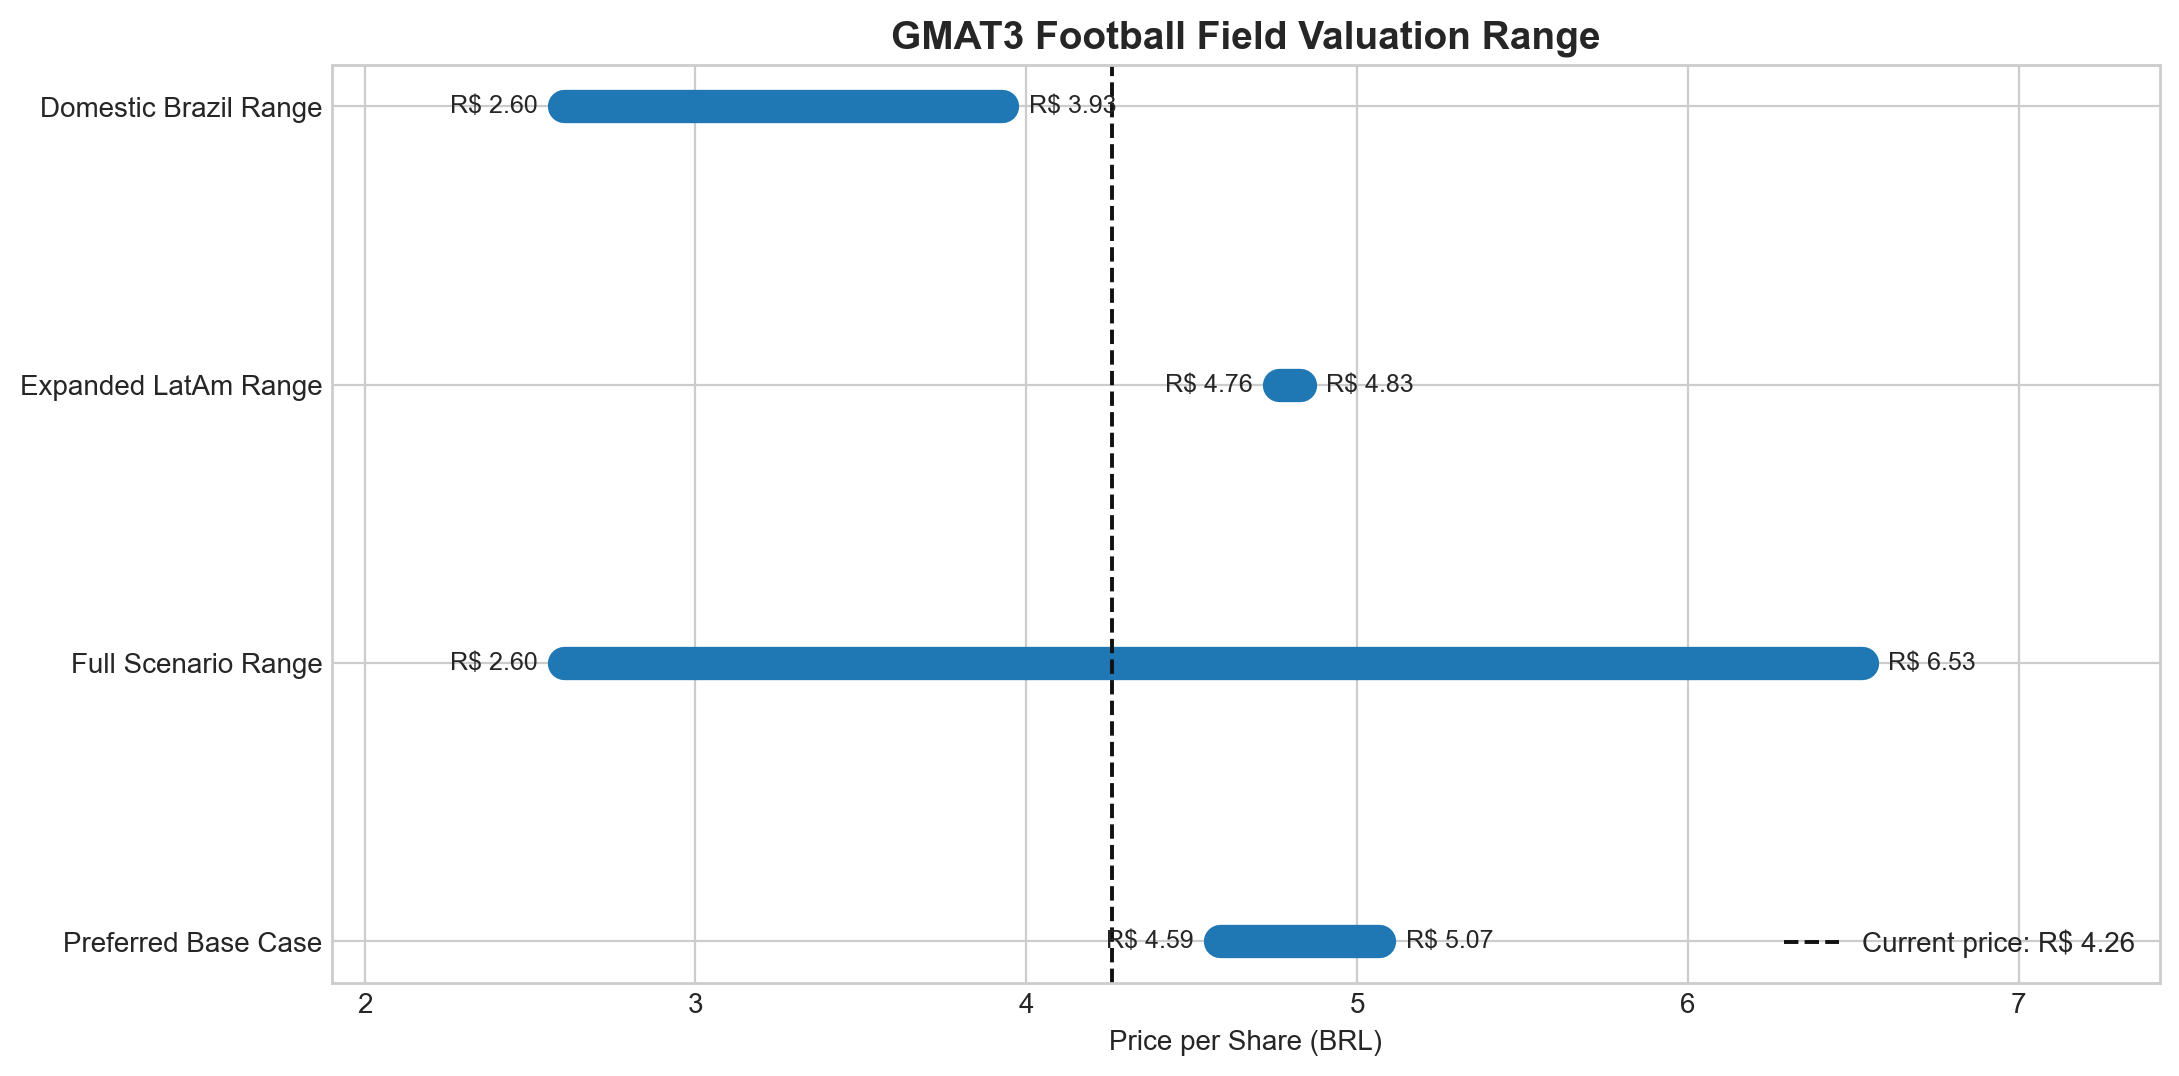 GMAT3 Football Field Valuation Range
Domestic Brazil Range
R$ 2.60
R$ 3.93
Expanded LatAm Range
R$ 4.76
R$ 4.83
Full Scenario Range
R$ 2.60
R$ 6.53
Preferred Base Case
R$ 4.59
R$ 5.07
Current price: R$ 4.26
2 3 4 5 6 7
Price per Share (BRL)